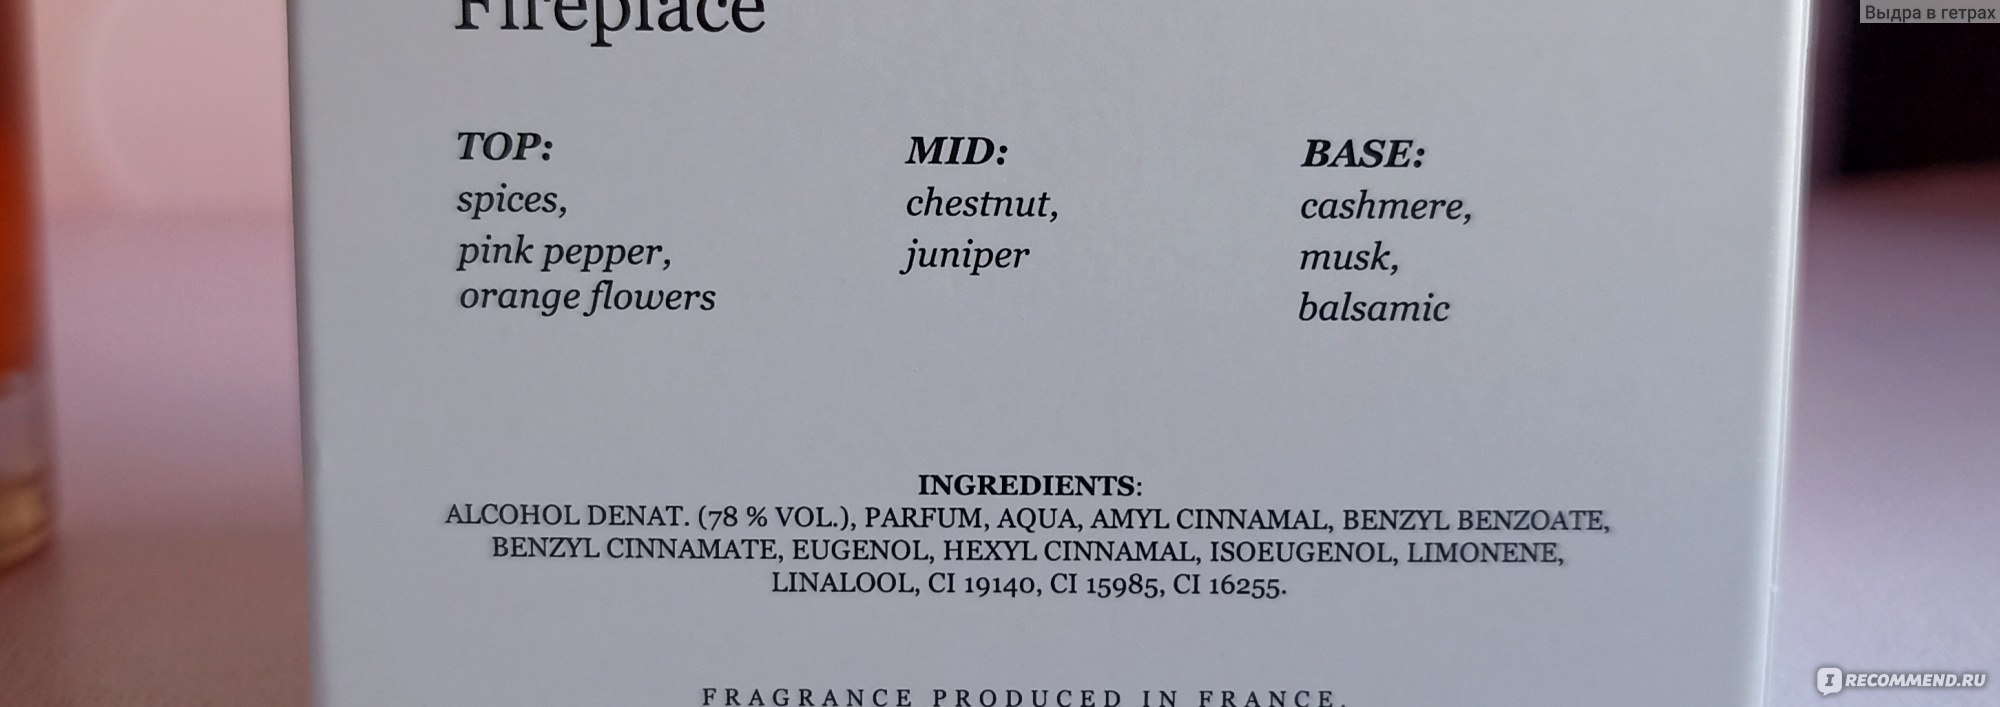 Выдра в гетрах
Fireplace
TOP:
spices,
pink pepper,
orange flowers
MID:
chestnut,
juniper
BASE:
cashmere,
musk,
balsamic
INGREDIENTS:
ALCOHOL DENAT. (78 % VOL.), PARFUM, AQUA, AMYL CINNAMAL, BENZYL BENZOATE,
BENZYL CINNAMATE, EUGENOL, HEXYL CINNAMAL, ISOEUGENOL, LIMONENE,
LINALOOL, CI 19140, CI 15985, CI 16255.
FRAGRANCE PRODUCED IN FRANCE.
IRECOMMEND.RU